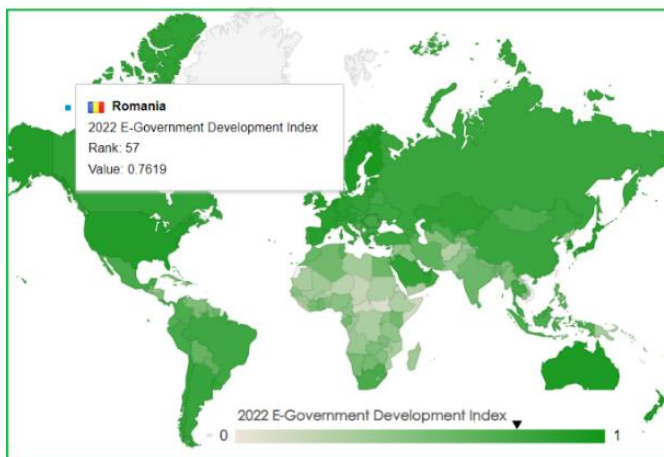 Romania
2022 E-Government Development Index
Rank: 57
Value: 0.7619
2022 E-Government Development Index
0 1